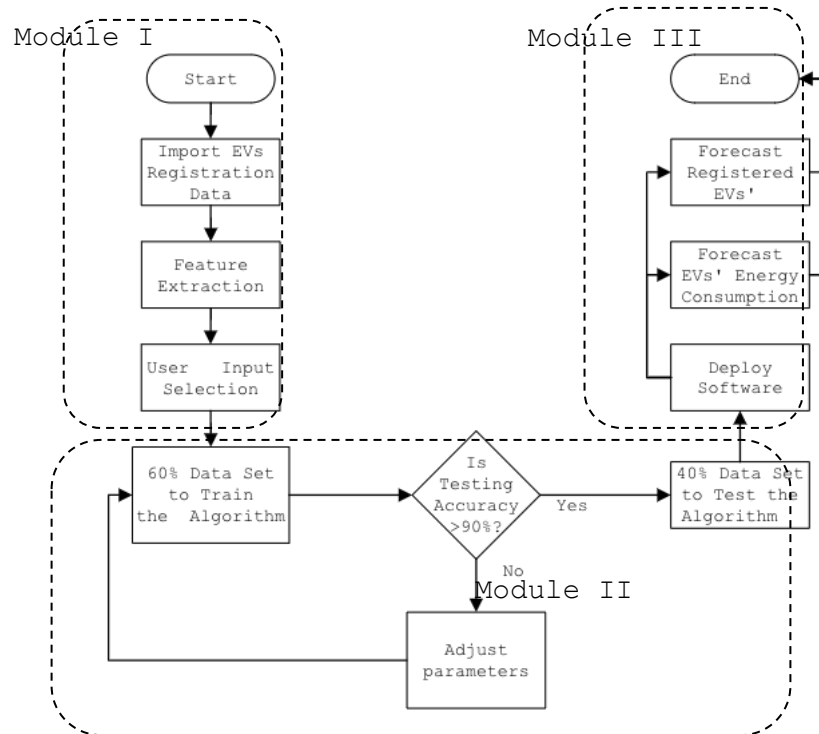 Module I
Start
Import EVs
Registration
Data
Feature
Extraction
User Input
Selection
Module III
End
Forecast
Registered
EVs'
Forecast
EVs' Energy
Consumption
Deploy
Software
60% Data Set
to Train
the Algorithm
Is
Testing
Accuracy
>90%?
Yes
40% Data Set
to Test the
Algorithm
No
Module II
Adjust
parameters